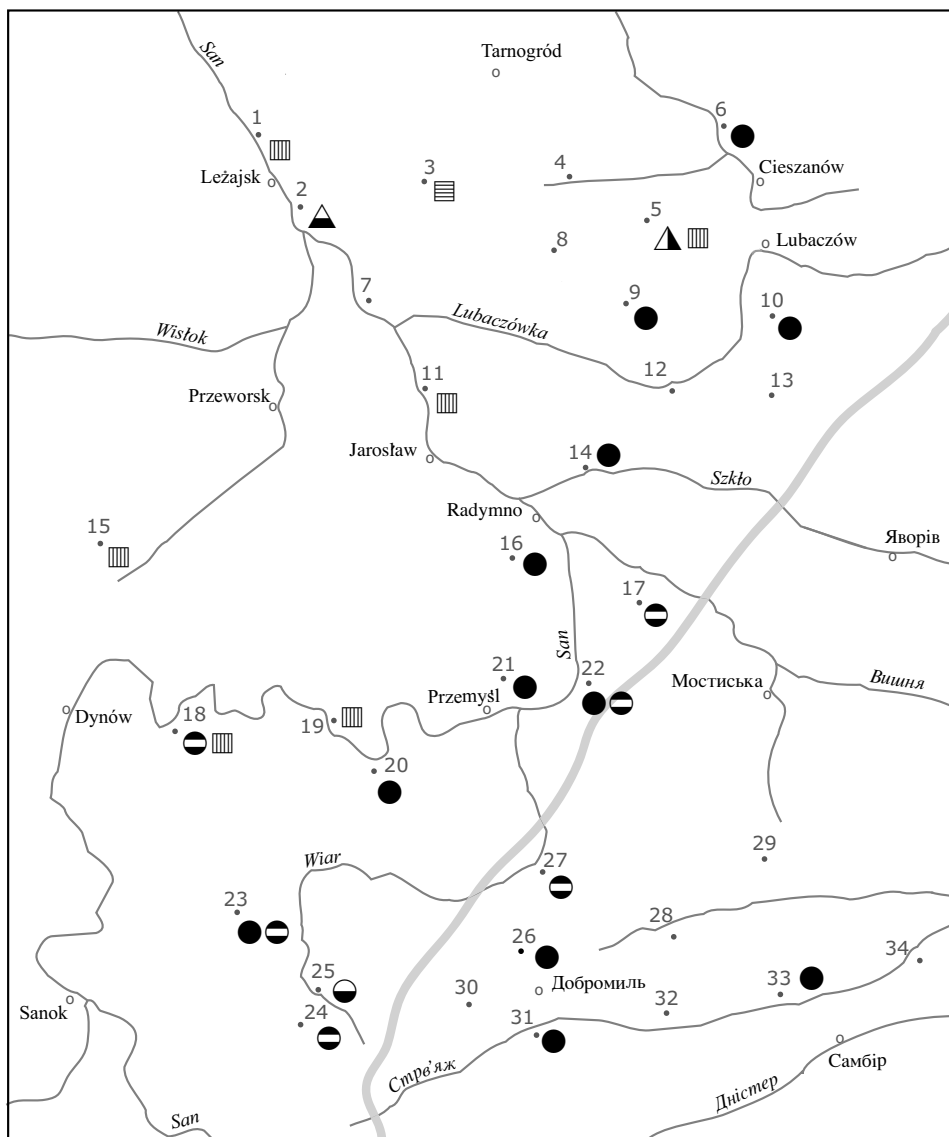 San
Tarnogród
1
6
Leżajsk
3
4
Cieszanów
2
5
8
Lubaczów
7
9
10
Wisłok
Lubaczówka
11
12
13
Przeworsk
Jarosław
14
Szkło
Radymno
15
16
Яворів
17
San
21
22
Мостиська
Вишня
Dynów
18
19
Przemyśl
20
Wiar
27
29
23
28
26
34
25
33
Sanok
24
30
Добромиль
32
31
Стрв'яж
Самбір
Дністер
San